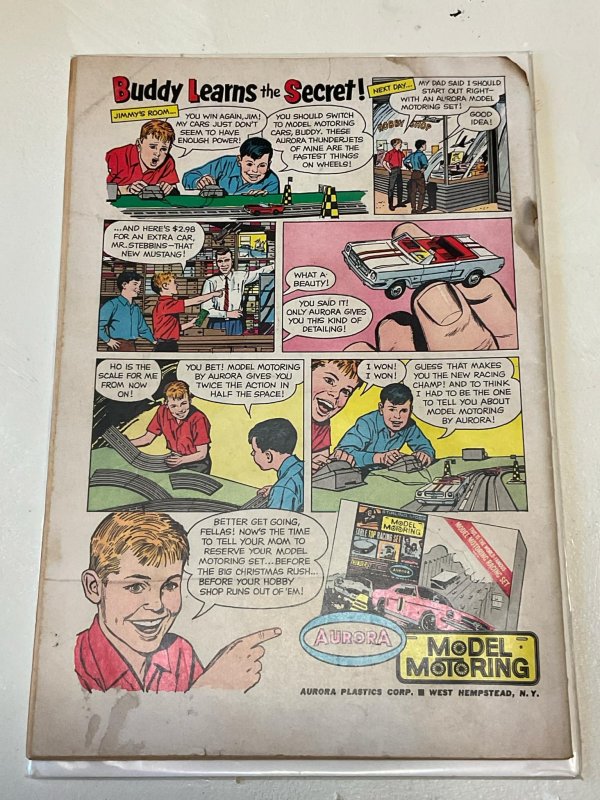 Buddy Learns the Secret!
JIMMY'S ROOM...
YOU WIN AGAIN, JIM!
MY CARS JUST DON'T
SEEM TO HAVE
ENOUGH POWER!
YOU SHOULD SWITCH
TO MODEL MOTORING
CARS, BUDDY. THESE
AURORA THUNDERJETS
OF MINE ARE THE
FASTEST THINGS
ON WHEELS!
NEXT DAY...
MY DAD SAID I SHOULD
START OUT RIGHT-
WITH AN AURORA MODEL
MOTORING SET!
GOOD
IDEA!
HOBBY SHOP
...AND HERE'S $2.98
FOR AN EXTRA CAR,
MR. STEBBINS-THAT
NEW MUSTANG!
WHAT A
BEAUTY!
YOU SAID IT!
ONLY AURORA GIVES
YOU THIS KIND OF
DETAILING!
HO IS THE
SCALE FOR ME
FROM NOW
ON!
YOU BET! MODEL MOTORING
BY AURORA GIVES YOU
TWICE THE ACTION IN
HALF THE SPACE!
I WON!
I WON!
GUESS THAT MAKES
YOU THE NEW RACING
CHAMP! AND TO THINK
I HAD TO BE THE ONE
TO TELL YOU ABOUT
MODEL MOTORING
BY AURORA!
BETTER GET GOING,
FELLAS! NOW'S THE TIME
TO TELL YOUR MOM TO
RESERVE YOUR MODEL
MOTORING SET...BEFORE
THE BIG CHRISTMAS RUSH...
BEFORE YOUR HOBBY
SHOP RUNS OUT OF 'EM!
MODEL
MOTORING
TABLE TOP RACING SET
MODEL MOTORING RACING SET
AURORA
MODEL
MOTORING
AURORA PLASTICS CORP. ■ WEST HEMPSTEAD, N.Y.